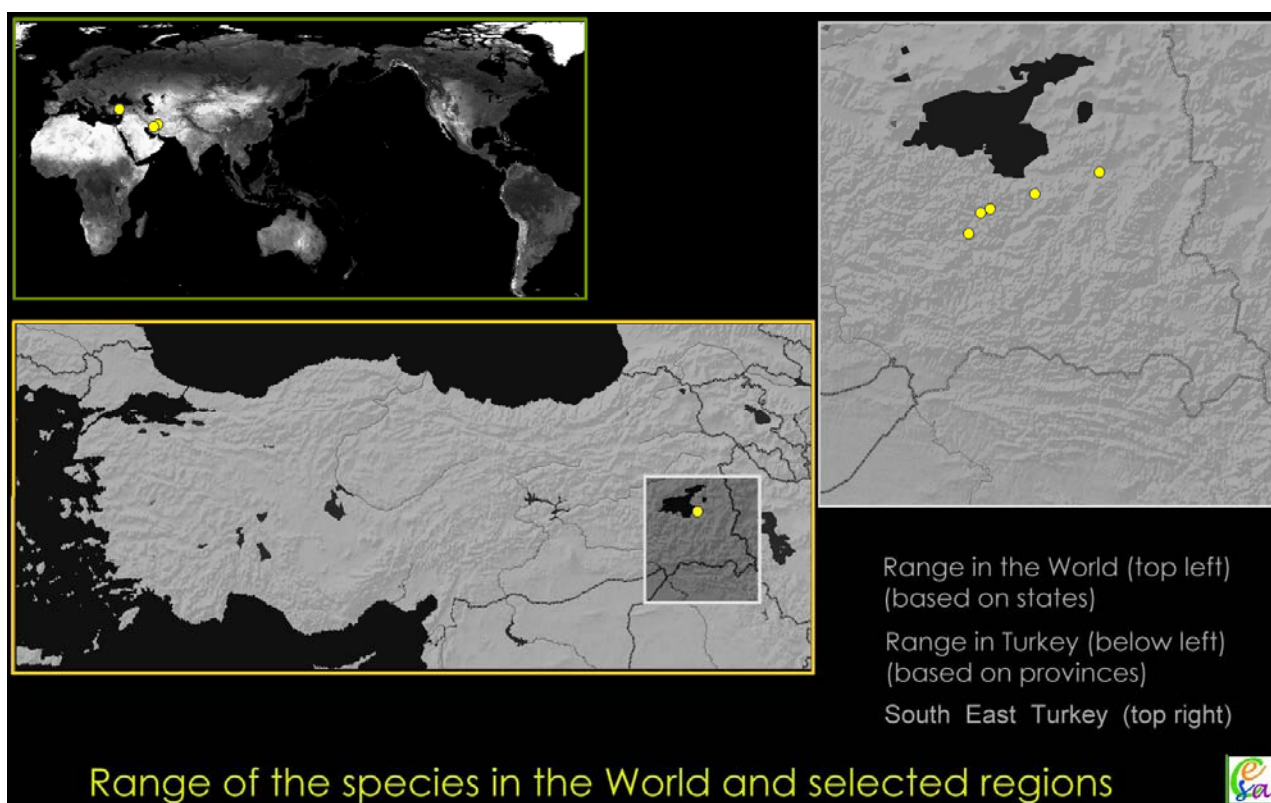 Range in the World (top left)
(based on states)
Range in Turkey (below left)
(based on provinces)
South East Turkey (top right)
Range of the species in the World and selected regions
Cesa